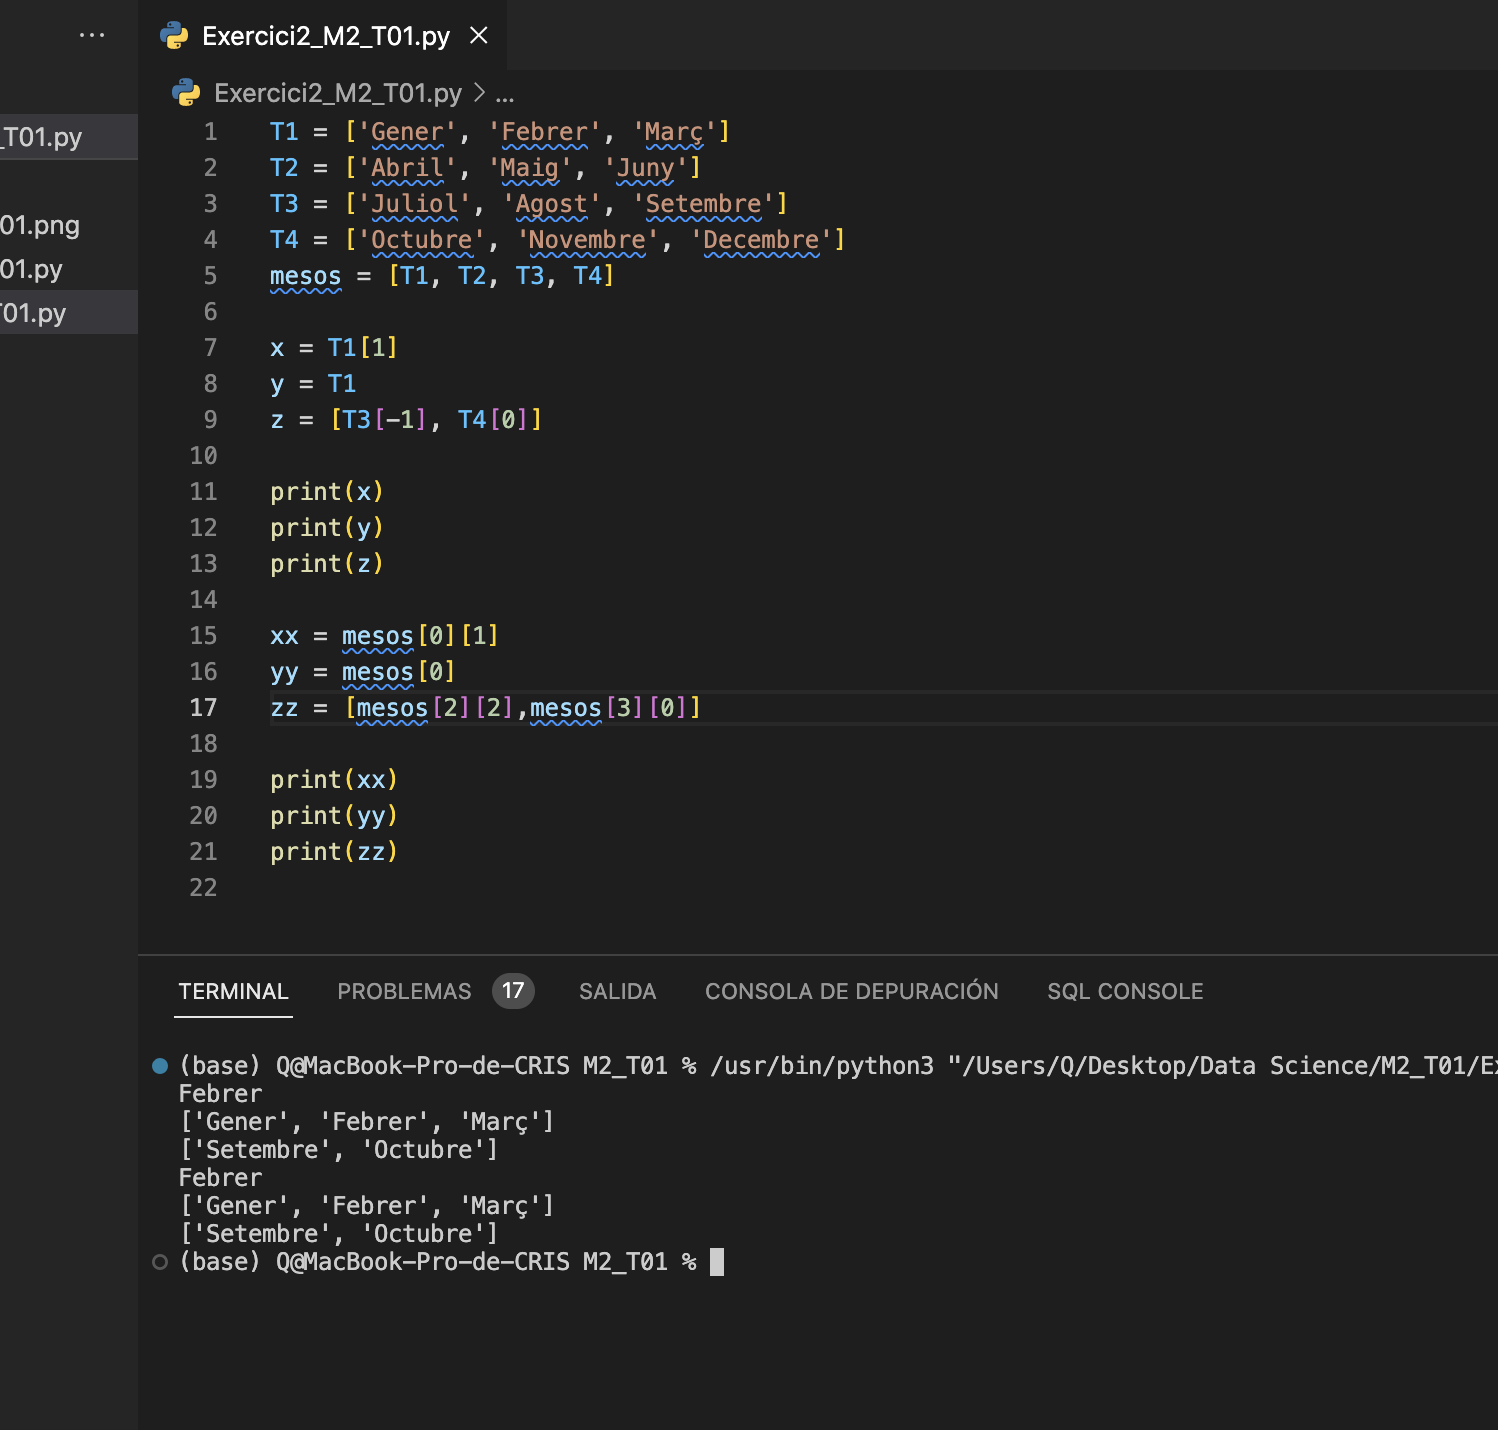 ...
Exercici2_M2_T01.py
Exercici2_M2_T01.py > ...
_T01.py
01.png
01.py
T01.py
1 T1 = ['Gener', 'Febrer', 'Març']
2 T2 = ['Abril', 'Maig', 'Juny']
3 T3 = ['Juliol', 'Agost', 'Setembre']
4 T4 = ['Octubre', 'Novembre', 'Decembre']
5 mesos = [T1, T2, T3, T4]
6
7 x = T1[1]
8 y = T1
9 z = [T3[-1], T4[0]]
10
11 print(x)
12 print(y)
13 print(z)
14
15 xx = mesos[0][1]
16 yy = mesos[0]
17 zz = [mesos[2][2],mesos[3][0]]
18
19 print(xx)
20 print(yy)
21 print(zz)
22
TERMINAL PROBLEMAS 17 SALIDA CONSOLA DE DEPURACIÓN SQL CONSOLE
(base) Q@MacBook-Pro-de-CRIS M2_T01 % /usr/bin/python3 "/Users/Q/Desktop/Data Science/M2_T01/Ex
Febrer
['Gener', 'Febrer', 'Març']
['Setembre', 'Octubre']
Febrer
['Gener', 'Febrer', 'Març']
['Setembre', 'Octubre']
(base) Q@MacBook-Pro-de-CRIS M2_T01 %